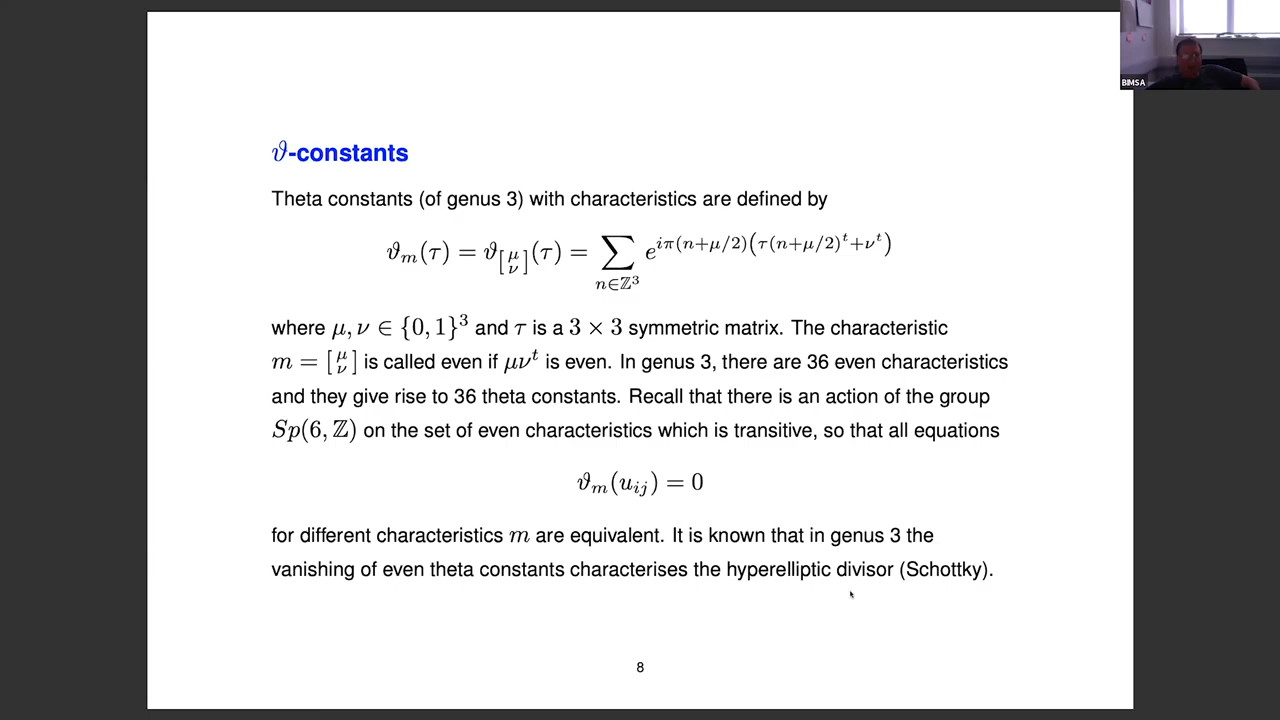 BIMSA
ϑ-constants
Theta constants (of genus 3) with characteristics are defined by
ϑ_m(τ) = ϑ_{[μ ν]}(τ) = ∑_{n∈ℤ^3} e^{iπ(n+μ/2)(τ(n+μ/2)^t+ν^t)}
where μ, ν ∈ {0, 1}^3 and τ is a 3 × 3 symmetric matrix. The characteristic
m = [μ ν] is called even if μν^t is even. In genus 3, there are 36 even characteristics
and they give rise to 36 theta constants. Recall that there is an action of the group
Sp(6, ℤ) on the set of even characteristics which is transitive, so that all equations
ϑ_m(u_{ij}) = 0
for different characteristics m are equivalent. It is known that in genus 3 the
vanishing of even theta constants characterises the hyperelliptic divisor (Schottky).
8